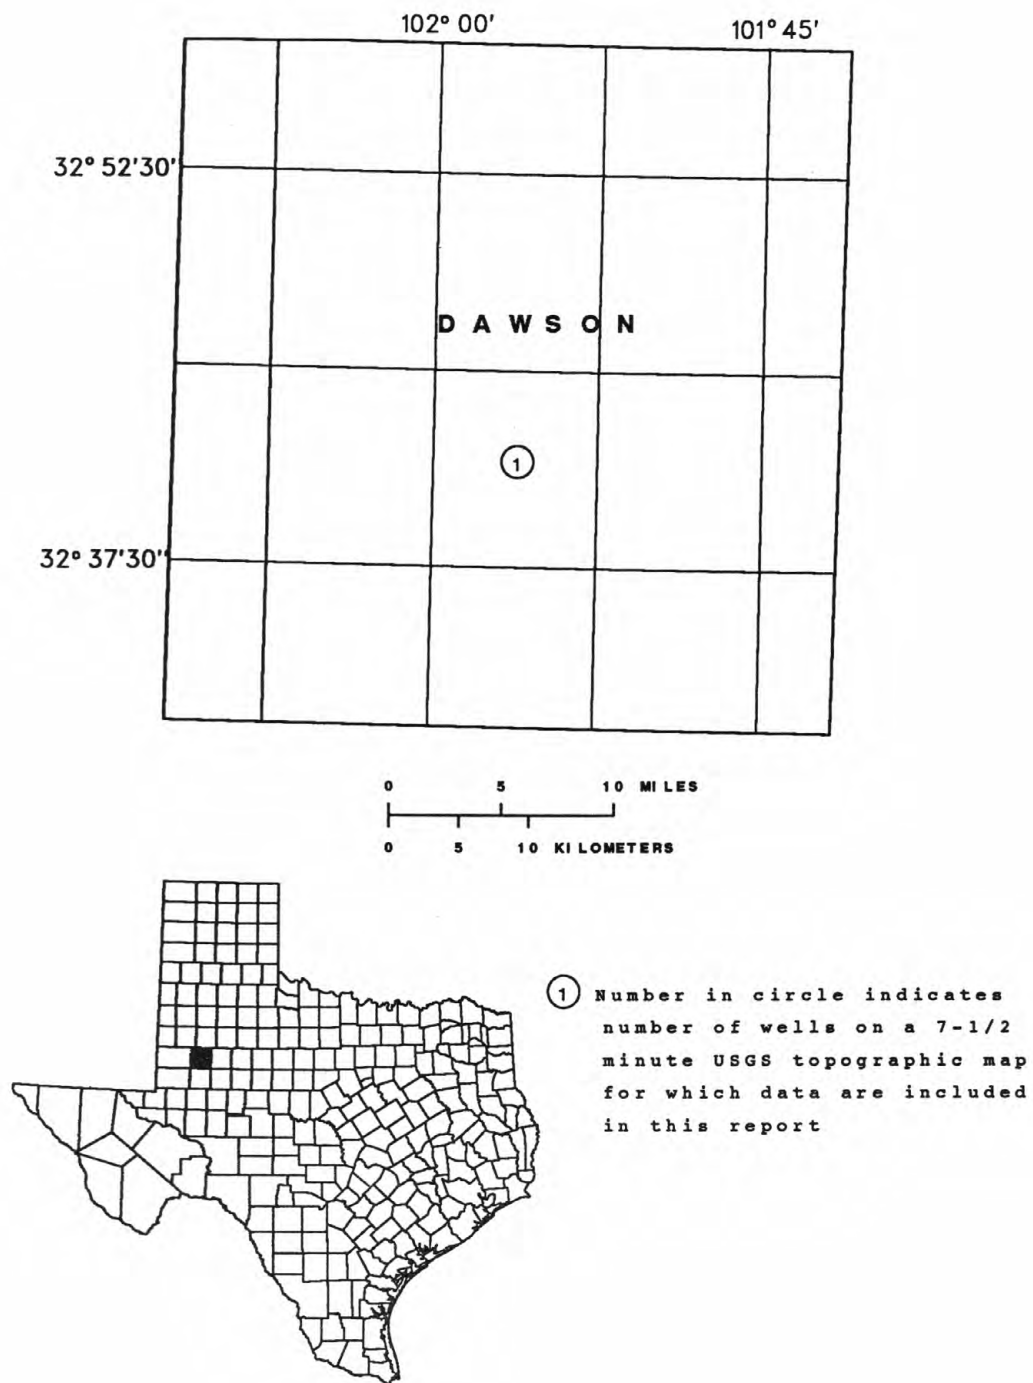 102° 00' 101° 45'
32° 52'30"
D A W S O N
1
32° 37'30"
0 5 10 MILES
0 5 10 KILOMETERS
1 Number in circle indicates
number of wells on a 7-1/2
minute USGS topographic map
for which data are included
in this report